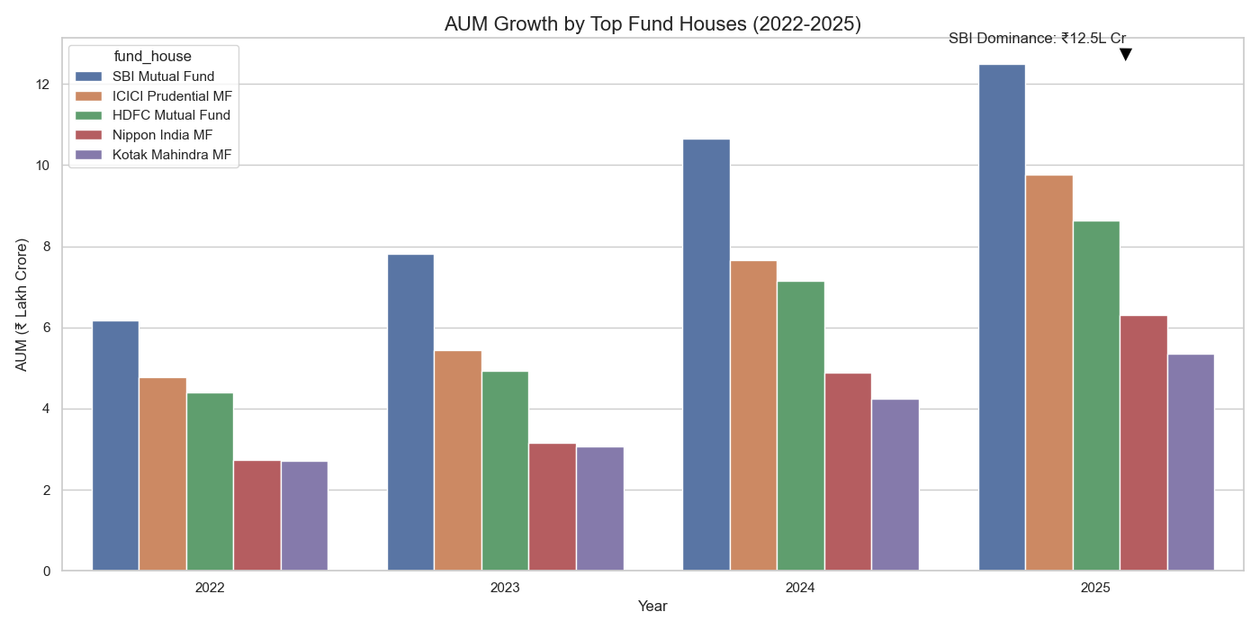 AUM Growth by Top Fund Houses (2022-2025)
SBI Dominance: ₹12.5L Cr
fund_house
SBI Mutual Fund
ICICI Prudential MF
HDFC Mutual Fund
Nippon India MF
Kotak Mahindra MF
AUM (₹ Lakh Crore)
12
10
8
6
4
2
0
2022 2023 2024 2025
Year